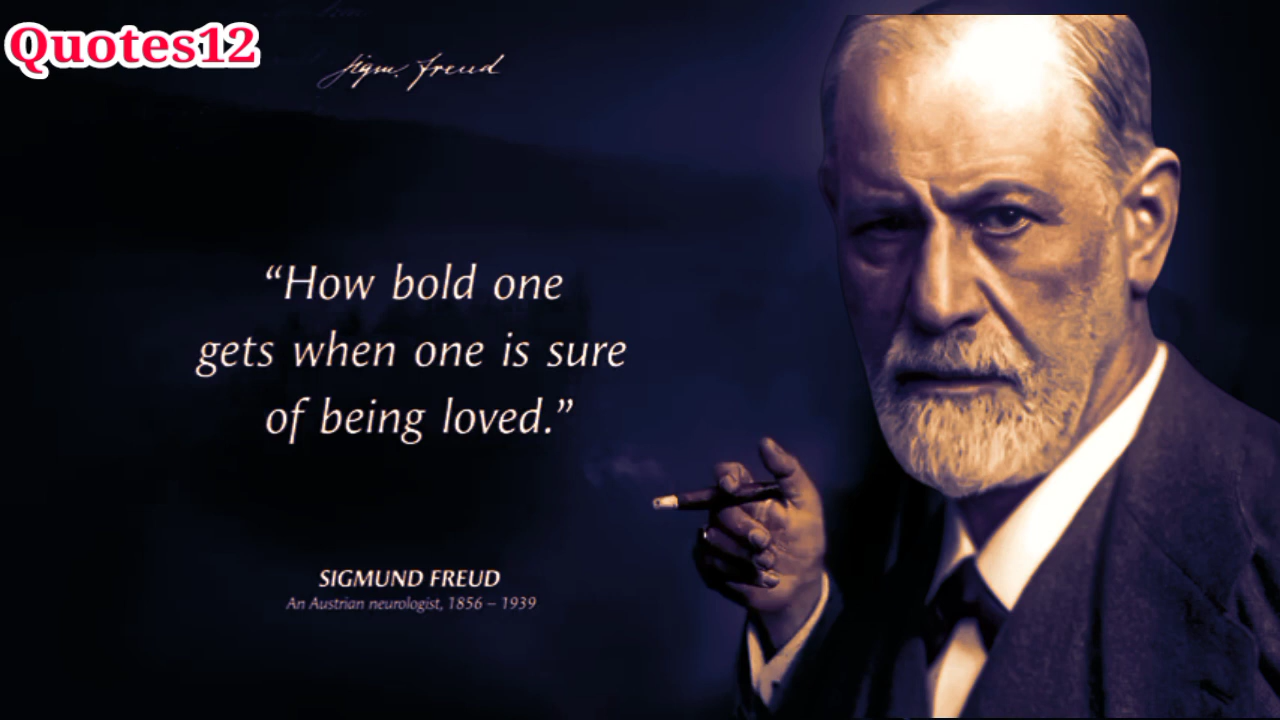 Quotes12
Sigm. Freud
“How bold one
gets when one is sure
of being loved.”
SIGMUND FREUD
An Austrian neurologist, 1856 – 1939